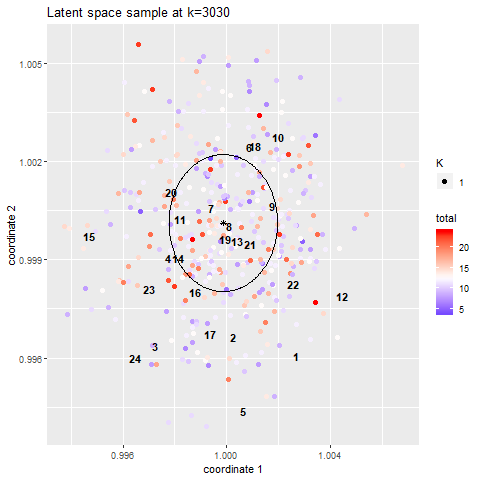 Latent space sample at k=3030
1.005
1.002
0.999
0.996
coordinate 2
6 18 10
20
7 9
11
8
19 13 21
15
4 14
23 16 22 12
17 2
3
24 1
5
0.996 1.000 1.004
coordinate 1
K
1
total
20
15
10
5